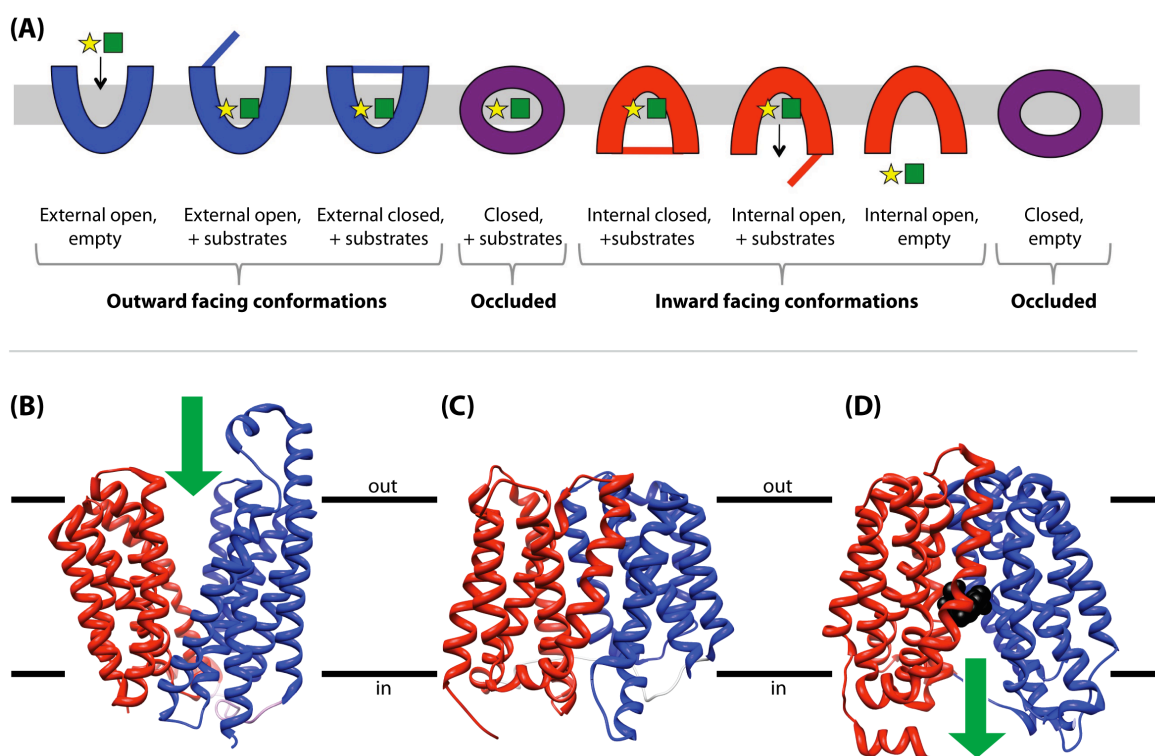 (A)
External open,
empty
External open,
+ substrates
External closed,
+ substrates
Closed,
+ substrates
Internal closed,
+substrates
Internal open,
+ substrates
Internal open,
empty
Closed,
empty
Outward facing conformations
Occluded
Inward facing conformations
Occluded
(B)
(C)
(D)
out
out
in
in